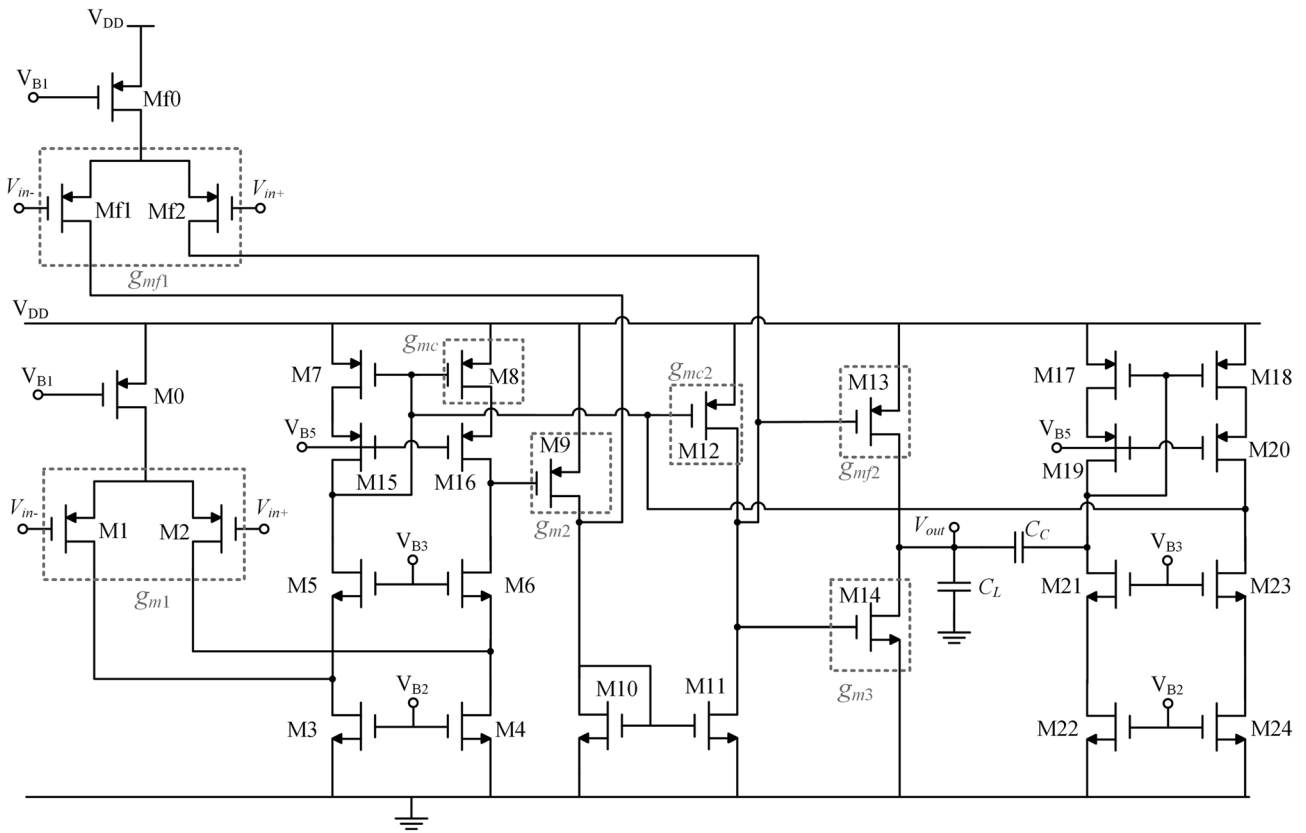 VDD
VB1
Mf0
Vin-
Mf1
Mf2
Vin+
gmf1
VDD
VB1
M0
Vin-
M1
M2
Vin+
gm1
M7
gmc
M8
VB5
M15
M16
M9
gm2
gmc2
M12
M13
gmf2
M17
M18
VB5
M19
M20
M5
VB3
M6
Vout
CC
CL
M14
gm3
M21
VB3
M23
M3
VB2
M4
M10
M11
M22
VB2
M24